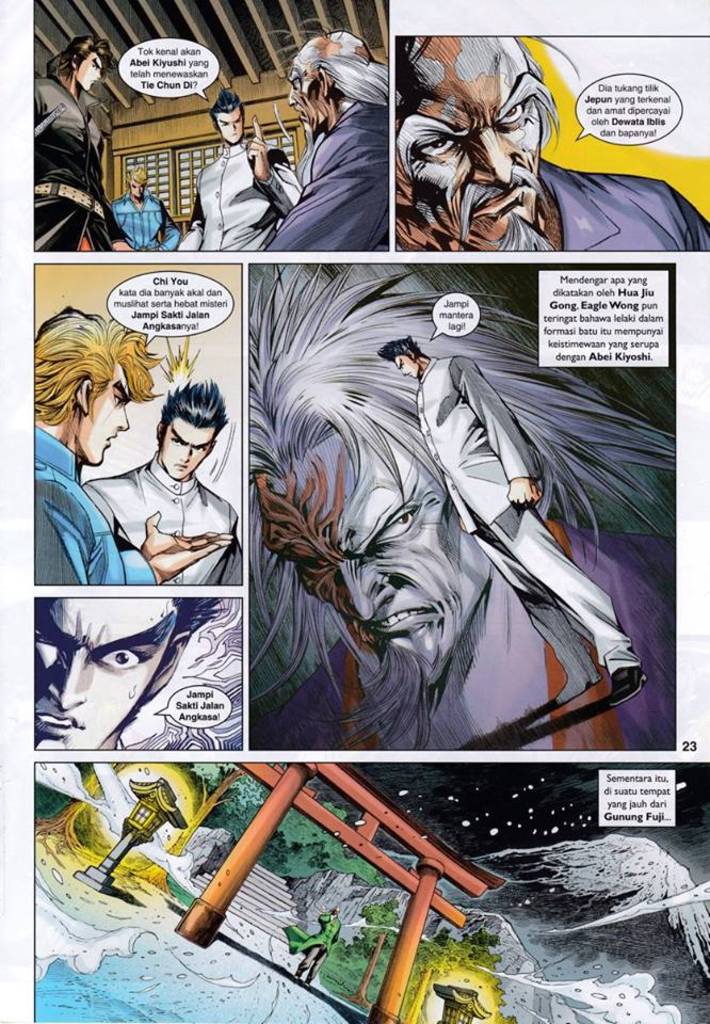 Tok kenal akan
Abei Kiyushi yang
telah menewaskan
Tie Chun Di?
Dia tukang tilik
Jepun yang terkenal
dan amat dipercayai
oleh Dewata Iblis
dan bapanya!
Chi You
kata dia banyak akal dan
muslihat serta hebat misteri
Jampi Sakti Jalan
Angkasanya!
Jampi
mantera
lagi!
Mendengar apa yang
dikatakan oleh Hua Jiu
Gong, Eagle Wong pun
teringat bahawa lelaki dalam
formasi batu itu mempunyai
keistimewaan yang serupa
dengan Abei Kiyoshi.
Jampi
Sakti Jalan
Angkasa!
23
Sementara itu,
di suatu tempat
yang jauh dari
Gunung Fuji...